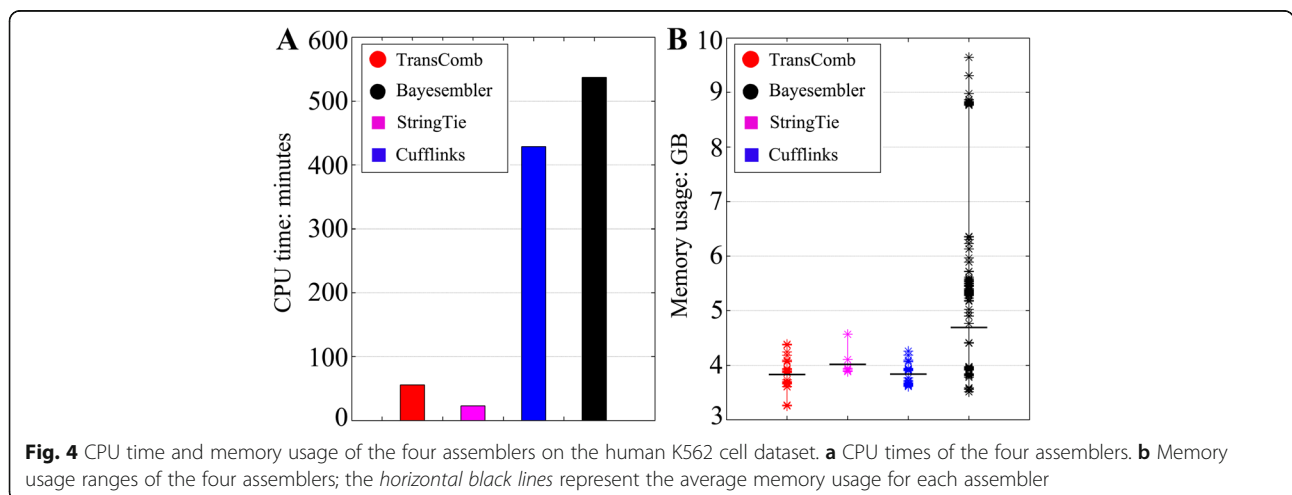 A
600
500
400
300
200
100
0
CPU time: minutes
TransComb
Bayesembler
StringTie
Cufflinks
B
10
9
8
7
6
5
4
3
Memory usage: GB
TransComb
Bayesembler
StringTie
Cufflinks
Fig. 4 CPU time and memory usage of the four assemblers on the human K562 cell dataset. a CPU times of the four assemblers. b Memory
usage ranges of the four assemblers; the horizontal black lines represent the average memory usage for each assembler